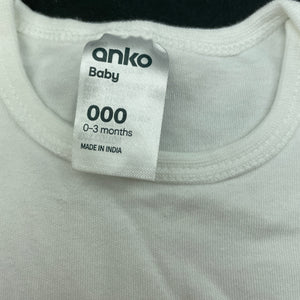 anko
Baby
000
0-3 months
MADE IN INDIA